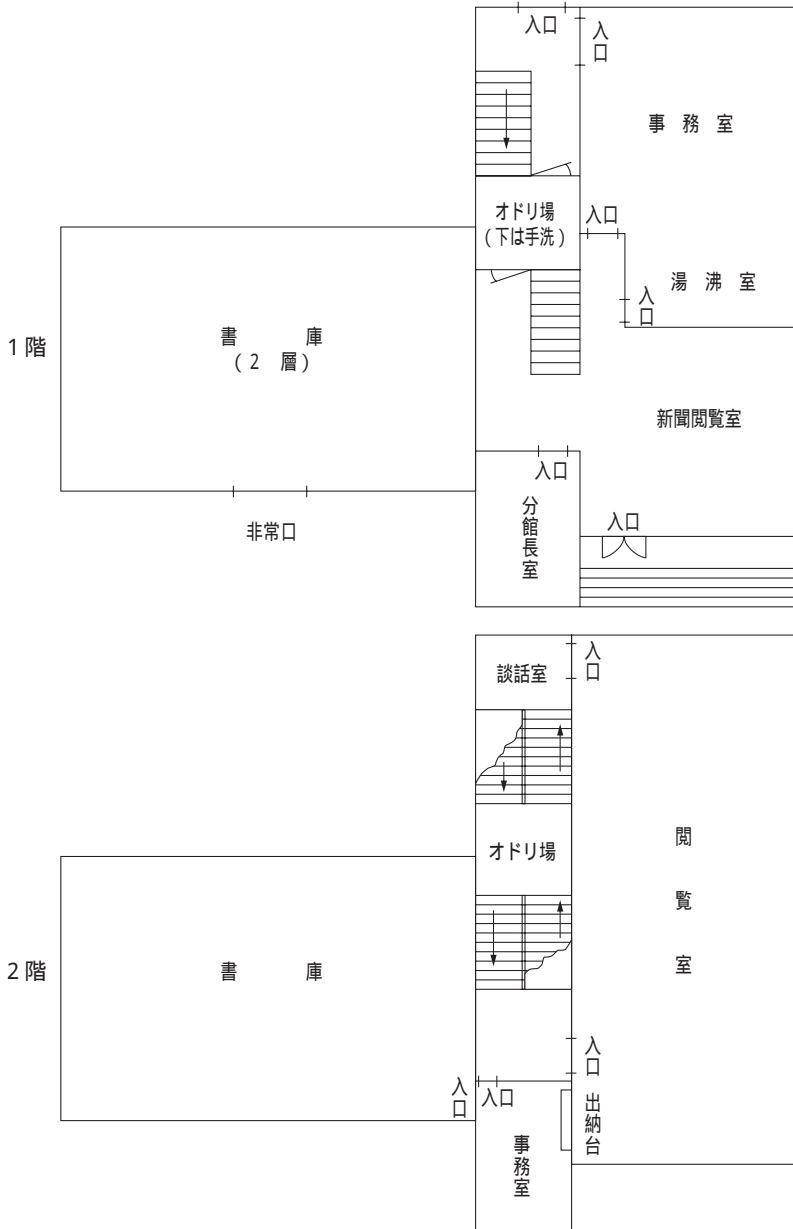 入口
入口
事務室
オドリ場
(下は手洗)
入口
湯沸室
入口
1階
書庫
(2層)
新聞閲覧室
入口
分館長室
入口
非常口
談話室
入口
オドリ場
閲覧室
2階
書庫
入口
入口
入口
出納台
事務室